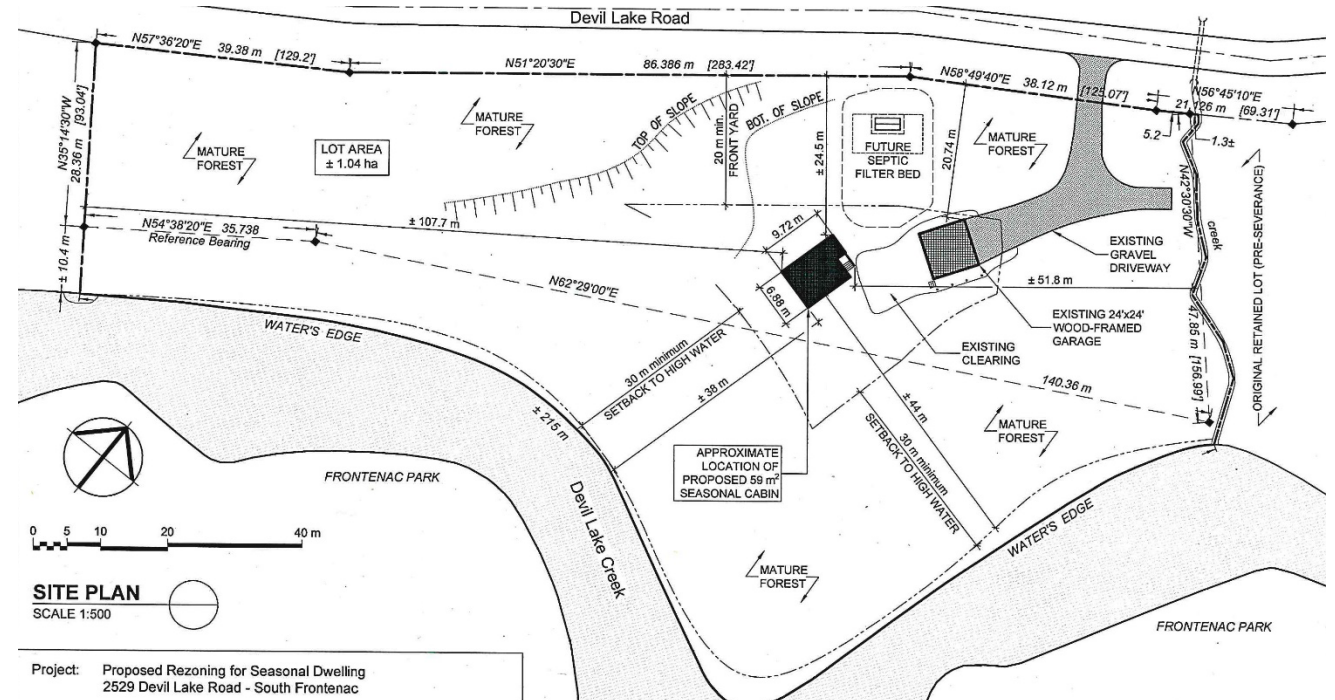 Devil Lake Road
N57°36'20"E 39.38 m [129.2']
N51°20'30"E 86.386 m [283.42']
N58°49'40"E 38.12 m [125.07']
N56°45'10"E
21.126 m [69.31']
5.2
1.3±
N35°14'30"W
28.36 m [93.04']
MATURE
FOREST
LOT AREA
± 1.04 ha
MATURE
FOREST
TOP OF SLOPE
BOT. OF SLOPE
20 m min.
FRONT YARD
± 24.5 m
FUTURE
SEPTIC
FILTER BED
20.74 m
MATURE
FOREST
N42°30'30"W
creek
47.85 m [156.99']
ORIGINAL RETAINED LOT (PRE-SEVERANCE)
± 107.7 m
N54°38'20"E 35.738
Reference Bearing
± 10.4 m
9.72 m
6.88 m
EXISTING
GRAVEL
DRIVEWAY
± 51.8 m
EXISTING 24'x24'
WOOD-FRAMED
GARAGE
EXISTING
CLEARING
N62°29'00"E
140.36 m
WATER'S EDGE
30 m minimum
SETBACK TO HIGH WATER
± 38 m
± 44 m
30 m minimum
SETBACK TO HIGH WATER
MATURE
FOREST
± 215 m
APPROXIMATE
LOCATION OF
PROPOSED 59 m²
SEASONAL CABIN
FRONTENAC PARK
Devil Lake Creek
WATER'S EDGE
MATURE
FOREST
FRONTENAC PARK
0 5 10 20 40 m
SITE PLAN
SCALE 1:500
Project: Proposed Rezoning for Seasonal Dwelling
2529 Devil Lake Road - South Frontenac